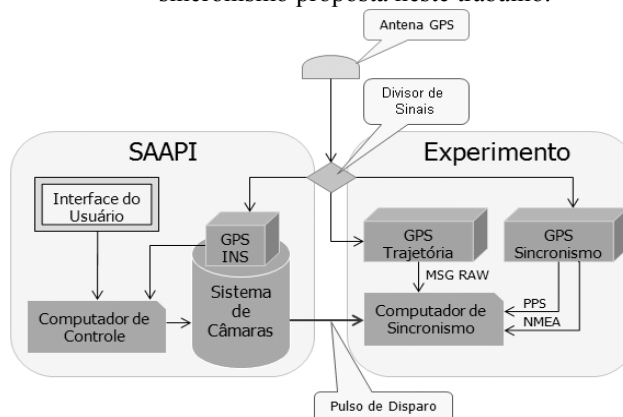 sincronismo proposta neste trabalho.
Antena GPS
Divisor de
Sinais
SAAPI
Experimento
Interface do
Usuário
GPS
INS
GPS
Trajetória
GPS
Sincronismo
MSG RAW
Sistema
de
Câmaras
Computador de
Controle
Computador de
Sincronismo
PPS
NMEA
Pulso de Disparo